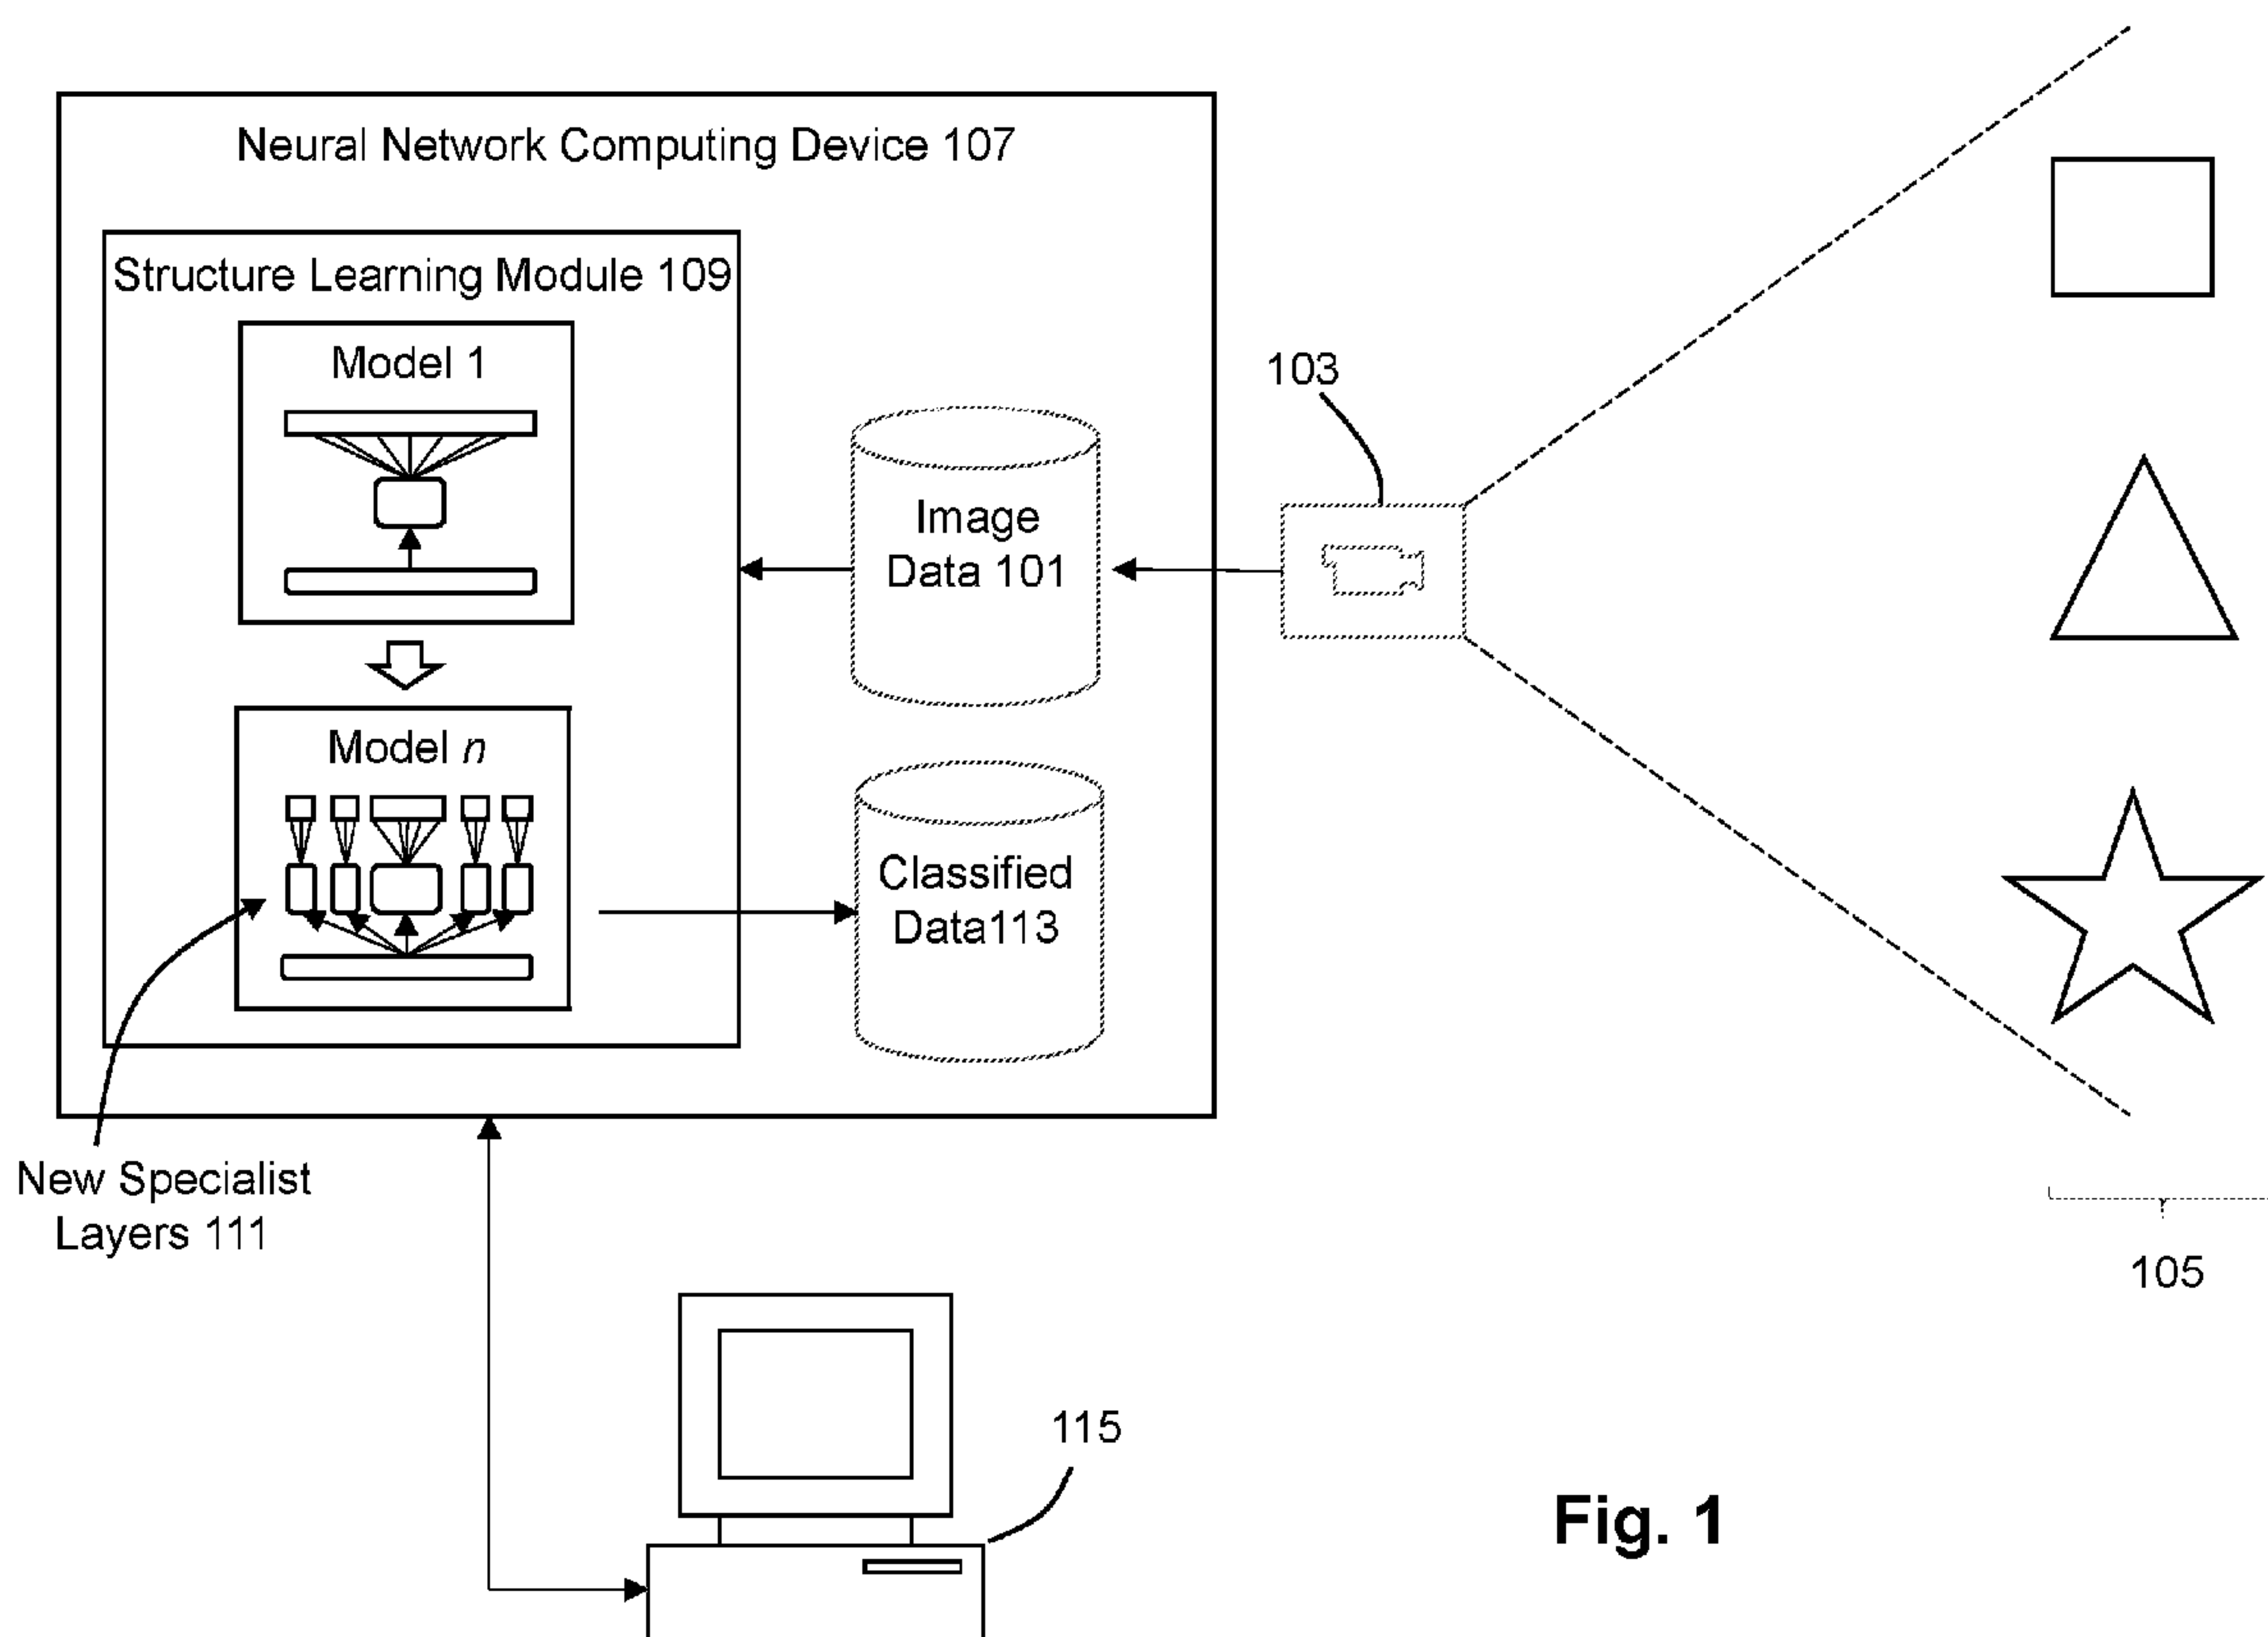 Neural Network Computing Device 107
Structure Learning Module 109
Model 1
103
Image
Data 101
Model n
Classified
Data113
New Specialist
Layers 111
105
115
Fig. 1